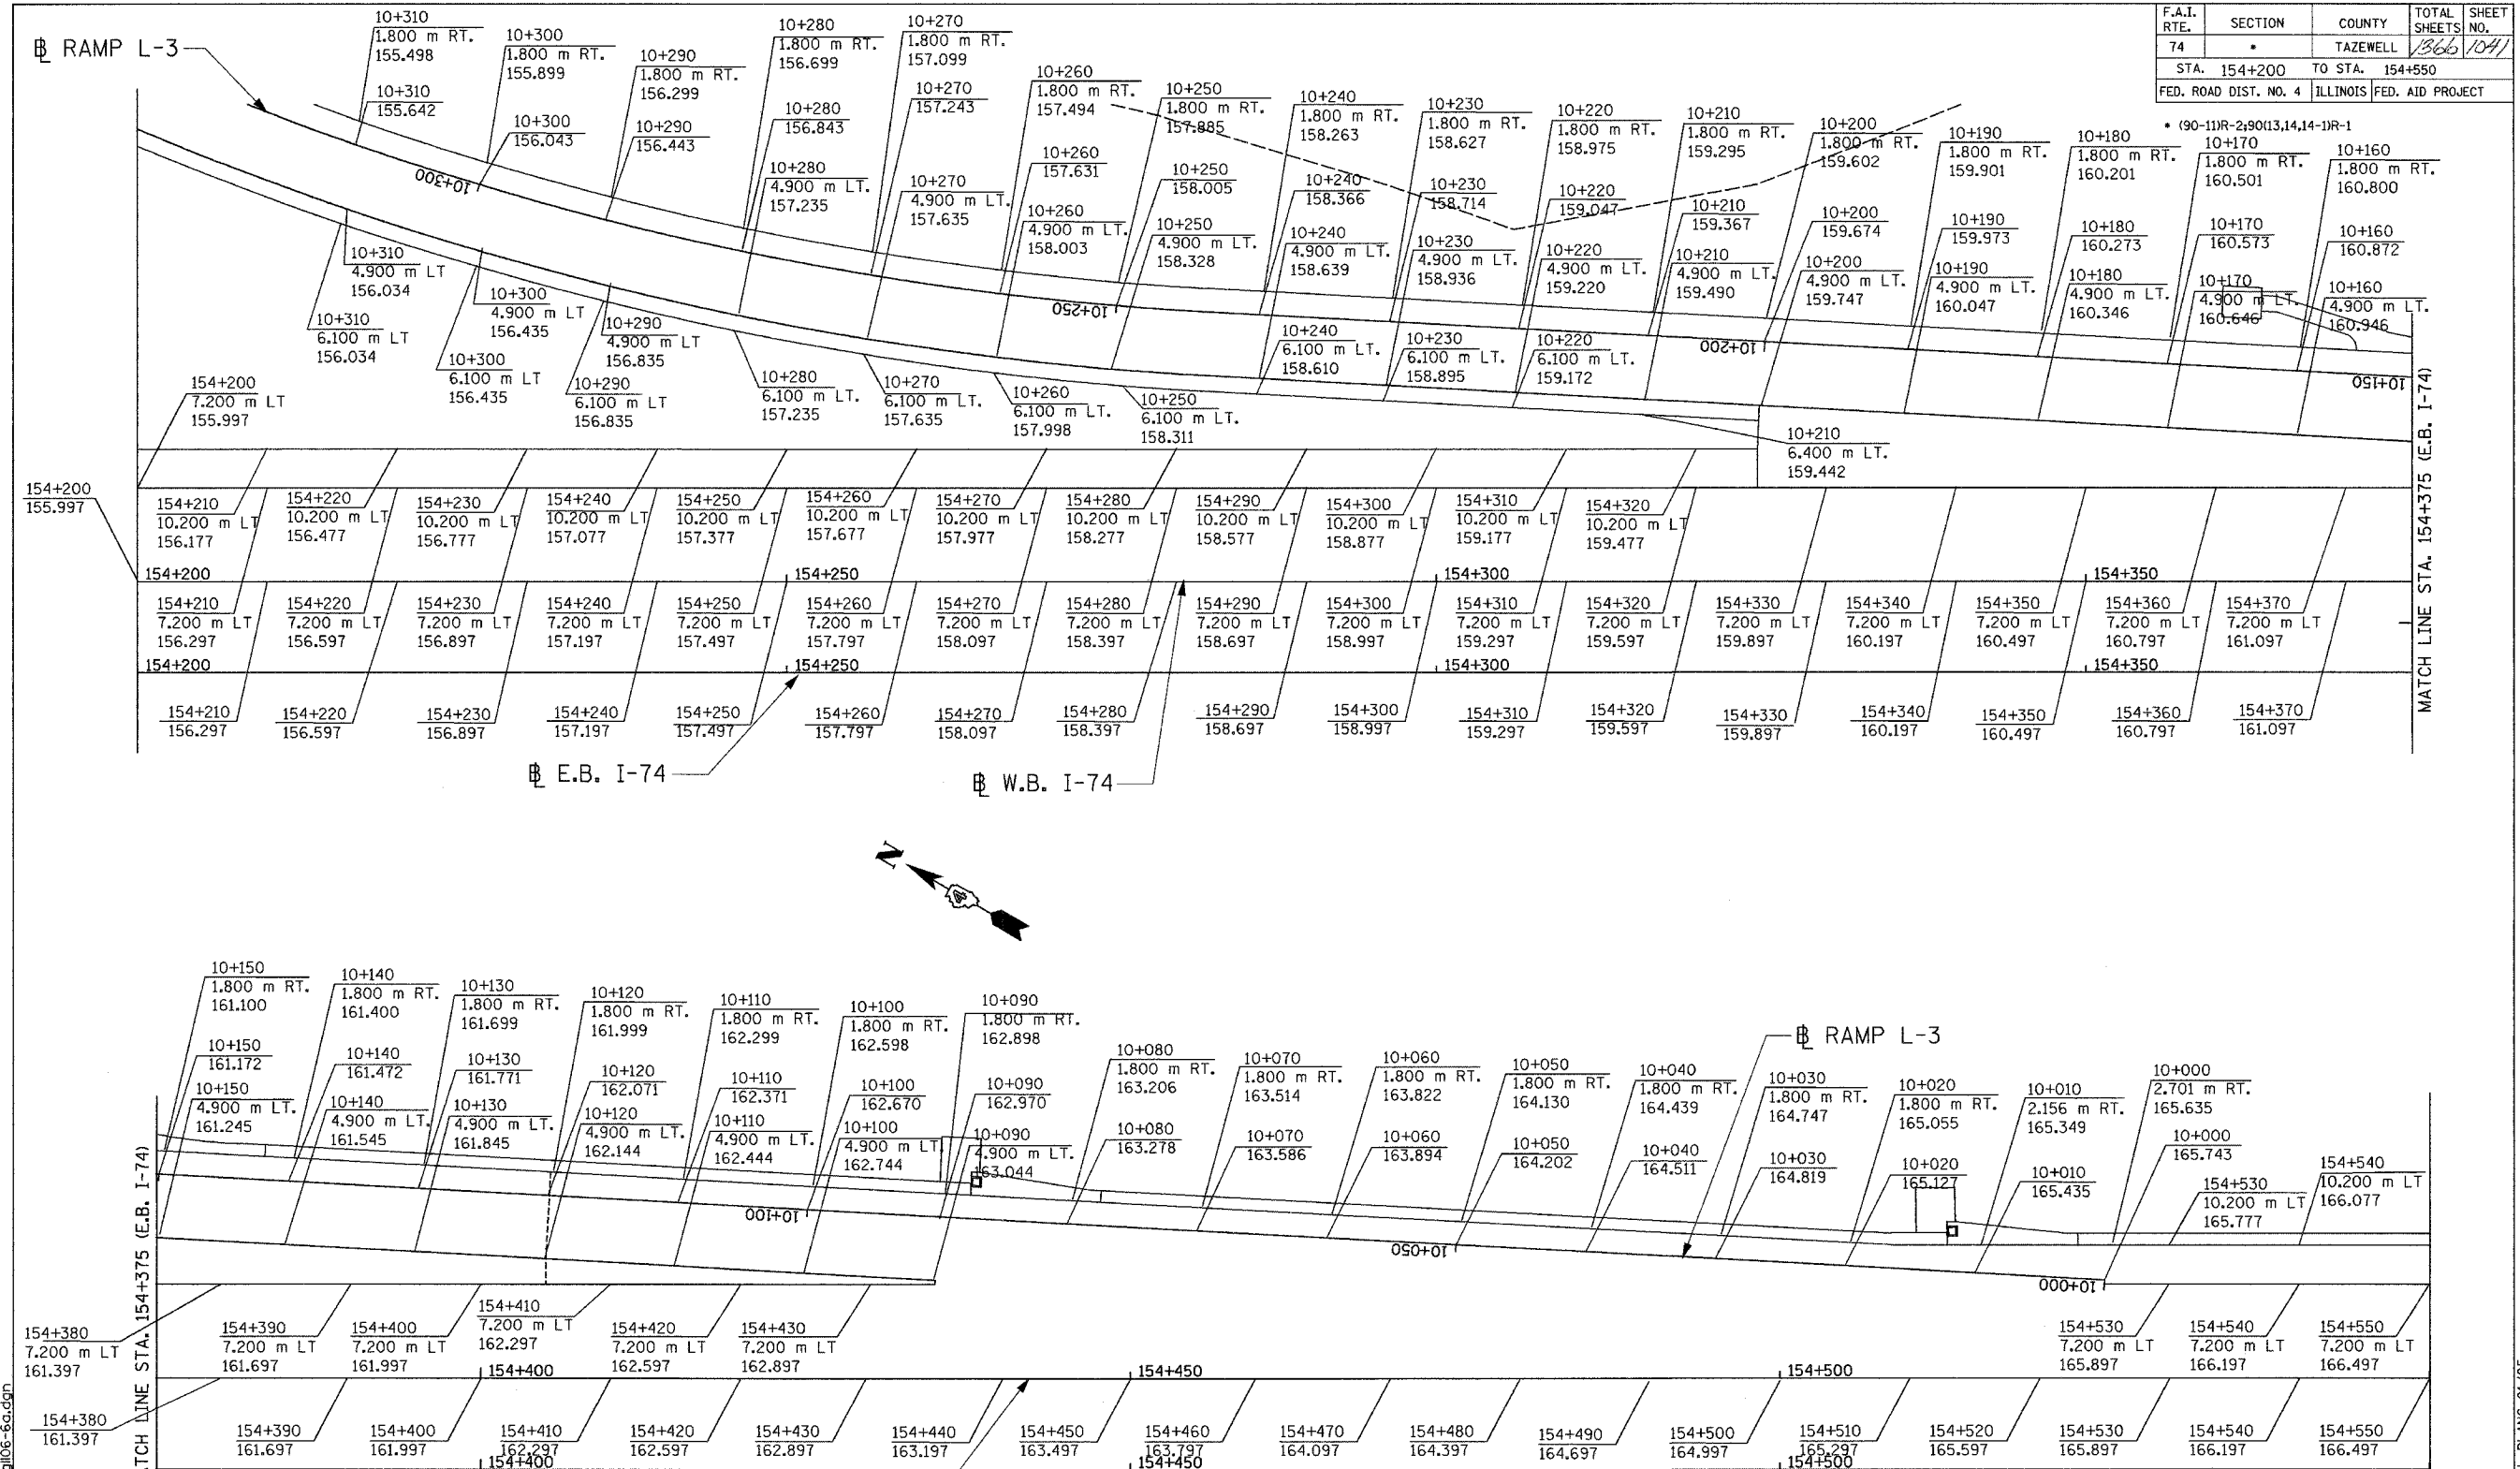 F.A.I. RTE. SECTION COUNTY TOTAL SHEETS SHEET NO.
74 • TAZEWELL 1366 1041
STA. 154+200 TO STA. 154+550
FED. ROAD DIST. NO. 4 ILLINOIS FED. AID PROJECT
• (90-11)R-2;90(13,14,14-1)R-1
℄ RAMP L-3
10+310
1.800 m RT.
155.498
10+310
155.642
10+300
1.800 m RT.
155.899
10+300
156.043
10+290
1.800 m RT.
156.299
10+290
156.443
10+280
1.800 m RT.
156.699
10+280
156.843
10+280
4.900 m LT.
157.235
10+270
1.800 m RT.
157.099
10+270
157.243
10+270
4.900 m LT.
157.635
10+260
1.800 m RT.
157.494
10+260
157.631
10+260
4.900 m LT.
158.003
10+250
1.800 m RT.
157.885
10+250
158.005
10+250
4.900 m LT.
158.328
10+240
1.800 m RT.
158.263
10+240
158.366
10+240
4.900 m LT.
158.639
10+230
1.800 m RT.
158.627
10+230
158.714
10+230
4.900 m LT.
158.936
10+220
1.800 m RT.
158.975
10+220
159.047
10+220
4.900 m LT.
159.220
10+210
1.800 m RT.
159.295
10+210
159.367
10+210
4.900 m LT.
159.490
10+200
1.800 m RT.
159.602
10+200
159.674
10+200
4.900 m LT.
159.747
10+190
1.800 m RT.
159.901
10+190
159.973
10+190
4.900 m LT.
160.047
10+180
1.800 m RT.
160.201
10+180
160.273
10+180
4.900 m LT.
160.346
10+170
1.800 m RT.
160.501
10+170
160.573
10+170
4.900 m LT.
160.646
10+160
1.800 m RT.
160.800
10+160
160.872
10+160
4.900 m LT.
160.946
10+300
10+250
10+200
10+150
10+310
4.900 m LT
156.034
10+310
6.100 m LT
156.034
10+300
4.900 m LT
156.435
10+300
6.100 m LT
156.435
10+290
4.900 m LT
156.835
10+290
6.100 m LT
156.835
10+280
6.100 m LT.
157.235
10+270
6.100 m LT.
157.635
10+260
6.100 m LT.
157.998
10+250
6.100 m LT.
158.311
10+240
6.100 m LT.
158.610
10+230
6.100 m LT.
158.895
10+220
6.100 m LT.
159.172
10+210
6.400 m LT.
159.442
154+200
7.200 m LT
155.997
154+200
155.997
154+210
10.200 m LT
156.177
154+220
10.200 m LT
156.477
154+230
10.200 m LT
156.777
154+240
10.200 m LT
157.077
154+250
10.200 m LT
157.377
154+260
10.200 m LT
157.677
154+270
10.200 m LT
157.977
154+280
10.200 m LT
158.277
154+290
10.200 m LT
158.577
154+300
10.200 m LT
158.877
154+310
10.200 m LT
159.177
154+320
10.200 m LT
159.477
154+200 154+250 154+300 154+350
154+210
7.200 m LT
156.297
154+220
7.200 m LT
156.597
154+230
7.200 m LT
156.897
154+240
7.200 m LT
157.197
154+250
7.200 m LT
157.497
154+260
7.200 m LT
157.797
154+270
7.200 m LT
158.097
154+280
7.200 m LT
158.397
154+290
7.200 m LT
158.697
154+300
7.200 m LT
158.997
154+310
7.200 m LT
159.297
154+320
7.200 m LT
159.597
154+330
7.200 m LT
159.897
154+340
7.200 m LT
160.197
154+350
7.200 m LT
160.497
154+360
7.200 m LT
160.797
154+370
7.200 m LT
161.097
154+200 154+250 154+300 154+350
154+210
156.297
154+220
156.597
154+230
156.897
154+240
157.197
154+250
157.497
154+260
157.797
154+270
158.097
154+280
158.397
154+290
158.697
154+300
158.997
154+310
159.297
154+320
159.597
154+330
159.897
154+340
160.197
154+350
160.497
154+360
160.797
154+370
161.097
MATCH LINE STA. 154+375 (E.B. I-74)
℄ E.B. I-74
℄ W.B. I-74
N
4
10+150
1.800 m RT.
161.100
10+150
161.172
10+150
4.900 m LT.
161.245
10+140
1.800 m RT.
161.400
10+140
161.472
10+140
4.900 m LT.
161.545
10+130
1.800 m RT.
161.699
10+130
161.771
10+130
4.900 m LT.
161.845
10+120
1.800 m RT.
161.999
10+120
162.071
10+120
4.900 m LT.
162.144
10+110
1.800 m RT.
162.299
10+110
162.371
10+110
4.900 m LT.
162.444
10+100
1.800 m RT.
162.598
10+100
162.670
10+100
4.900 m LT.
162.744
10+090
1.800 m RT.
162.898
10+090
162.970
10+090
4.900 m LT.
163.044
10+080
1.800 m RT.
163.206
10+080
163.278
10+070
1.800 m RT.
163.514
10+070
163.586
10+060
1.800 m RT.
163.822
10+060
163.894
10+050
1.800 m RT.
164.130
10+050
164.202
10+040
1.800 m RT.
164.439
10+040
164.511
℄ RAMP L-3
10+030
1.800 m RT.
164.747
10+030
164.819
10+020
1.800 m RT.
165.055
10+020
165.127
10+010
2.156 m RT.
165.349
10+010
165.435
10+000
2.701 m RT.
165.635
10+000
165.743
154+530
10.200 m LT
165.777
154+540
10.200 m LT
166.077
10+100
10+050
10+000
MATCH LINE STA. 154+375 (E.B. I-74)
154+380
7.200 m LT
161.397
154+390
7.200 m LT
161.697
154+400
7.200 m LT
161.997
154+410
7.200 m LT
162.297
154+420
7.200 m LT
162.597
154+430
7.200 m LT
162.897
154+530
7.200 m LT
165.897
154+540
7.200 m LT
166.197
154+550
7.200 m LT
166.497
154+400 154+450 154+500
154+380
161.397
154+390
161.697
154+400
161.997
154+410
162.297
154+420
162.597
154+430
162.897
154+440
163.197
154+450
163.497
154+460
163.797
154+470
164.097
154+480
164.397
154+490
164.697
154+500
164.997
154+510
165.297
154+520
165.597
154+530
165.897
154+540
166.197
154+550
166.497
154+400 154+450 154+500